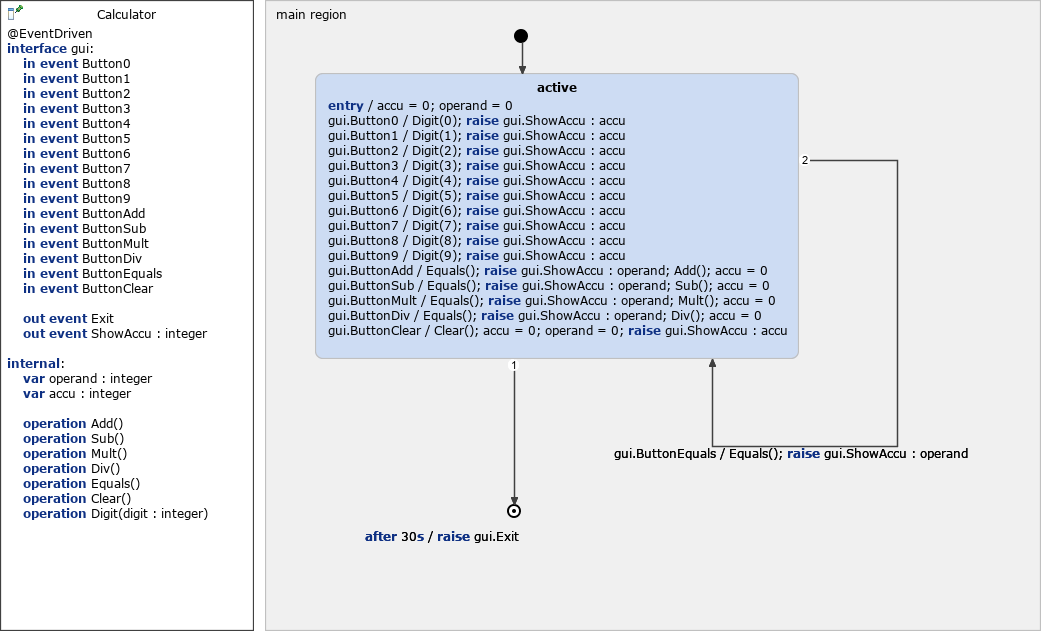 Calculator
@EventDriven
interface gui:
in event Button0
in event Button1
in event Button2
in event Button3
in event Button4
in event Button5
in event Button6
in event Button7
in event Button8
in event Button9
in event ButtonAdd
in event ButtonSub
in event ButtonMult
in event ButtonDiv
in event ButtonEquals
in event ButtonClear
out event Exit
out event ShowAccu : integer
internal:
var operand : integer
var accu : integer
operation Add()
operation Sub()
operation Mult()
operation Div()
operation Equals()
operation Clear()
operation Digit(digit : integer)
main region
active
entry / accu = 0; operand = 0
gui.Button0 / Digit(0); raise gui.ShowAccu : accu
gui.Button1 / Digit(1); raise gui.ShowAccu : accu
gui.Button2 / Digit(2); raise gui.ShowAccu : accu
gui.Button3 / Digit(3); raise gui.ShowAccu : accu
gui.Button4 / Digit(4); raise gui.ShowAccu : accu
gui.Button5 / Digit(5); raise gui.ShowAccu : accu
gui.Button6 / Digit(6); raise gui.ShowAccu : accu
gui.Button7 / Digit(7); raise gui.ShowAccu : accu
gui.Button8 / Digit(8); raise gui.ShowAccu : accu
gui.Button9 / Digit(9); raise gui.ShowAccu : accu
gui.ButtonAdd / Equals(); raise gui.ShowAccu : operand; Add(); accu = 0
gui.ButtonSub / Equals(); raise gui.ShowAccu : operand; Sub(); accu = 0
gui.ButtonMult / Equals(); raise gui.ShowAccu : operand; Mult(); accu = 0
gui.ButtonDiv / Equals(); raise gui.ShowAccu : operand; Div(); accu = 0
gui.ButtonClear / Clear(); accu = 0; operand = 0; raise gui.ShowAccu : accu
2
1
gui.ButtonEquals / Equals(); raise gui.ShowAccu : operand
after 30s / raise gui.Exit